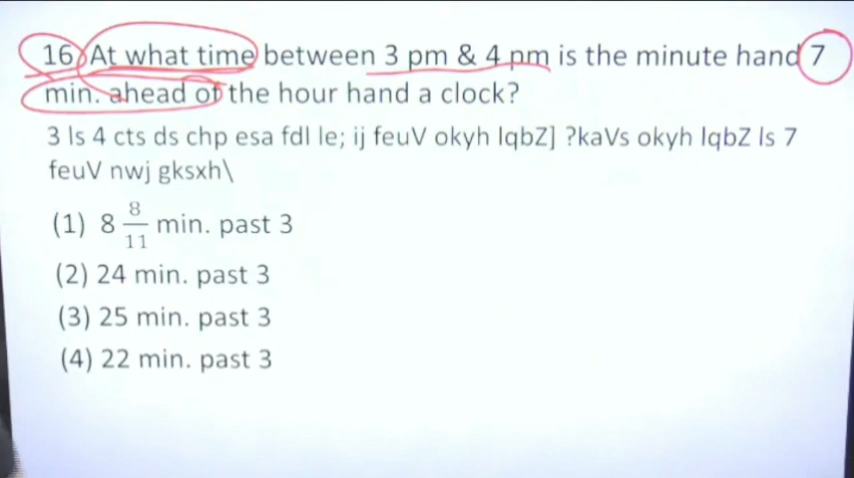 16 At what time between 3 pm & 4 pm is the minute hand 7
min. ahead of the hour hand a clock?
3 ls 4 cts ds chp esa fdl le; ij feuV okyh lqbZ] ?kaVs okyh lqbZ ls 7
feuV nwj gksxh\
(1) 8 8/11 min. past 3
(2) 24 min. past 3
(3) 25 min. past 3
(4) 22 min. past 3